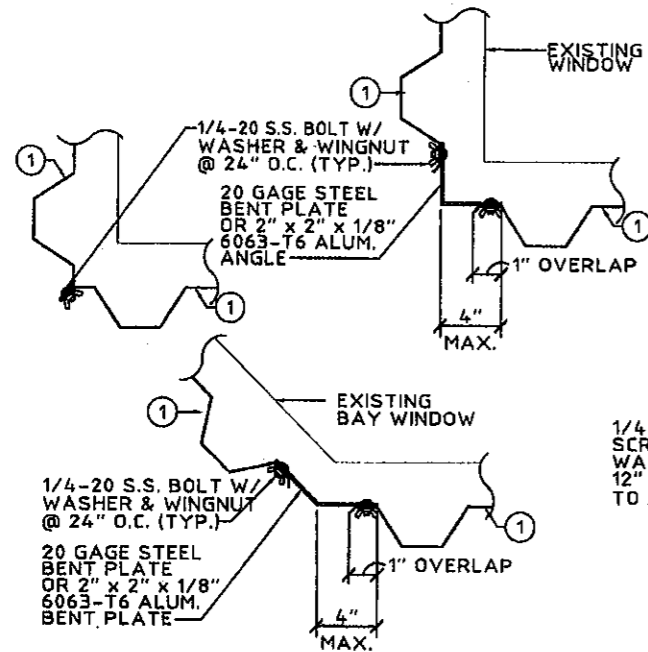 EXISTING
WINDOW
1
1/4-20 S.S. BOLT W/
WASHER & WINGNUT
@ 24" O.C. (TYP.)
1
20 GAGE STEEL
BENT PLATE
OR 2" x 2" x 1/8"
6063-T6 ALUM.
ANGLE
1
1
1" OVERLAP
4"
MAX.
EXISTING
BAY WINDOW
1
1/4-20 S.S. BOLT W/
WASHER & WINGNUT
@ 24" O.C. (TYP.)
1
20 GAGE STEEL
BENT PLATE
OR 2" x 2" x 1/8"
6063-T6 ALUM.
BENT PLATE
1" OVERLAP
4"
MAX.
1/4
SCR
WA
12"
TO